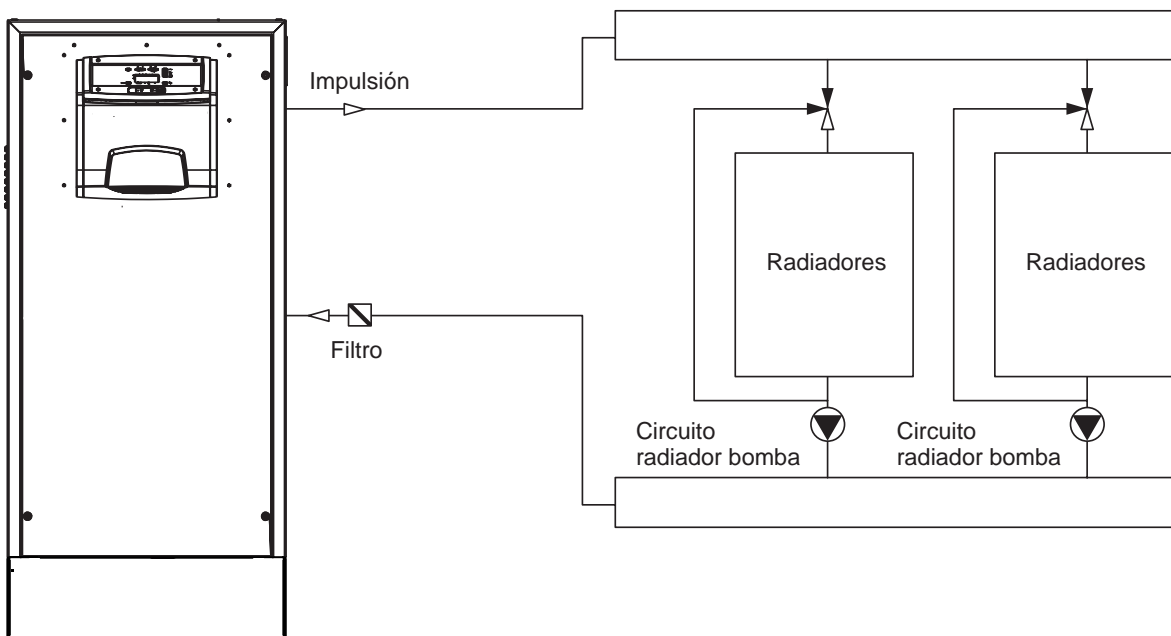 Impulsión
Radiadores
Radiadores
Filtro
Circuito
radiador bomba
Circuito
radiador bomba